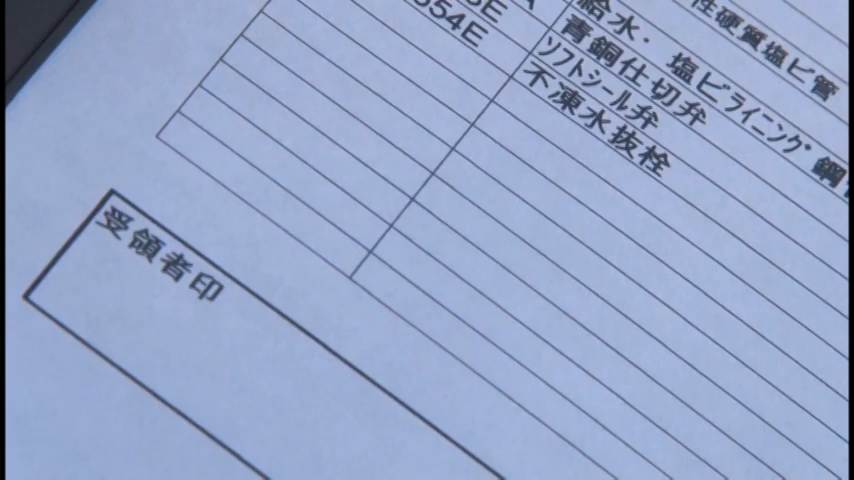 性硬質塩ビ管
給水・塩ビライニング鋼
青銅仕切弁
554E ソフトシール弁
不凍水抜栓
受領者印